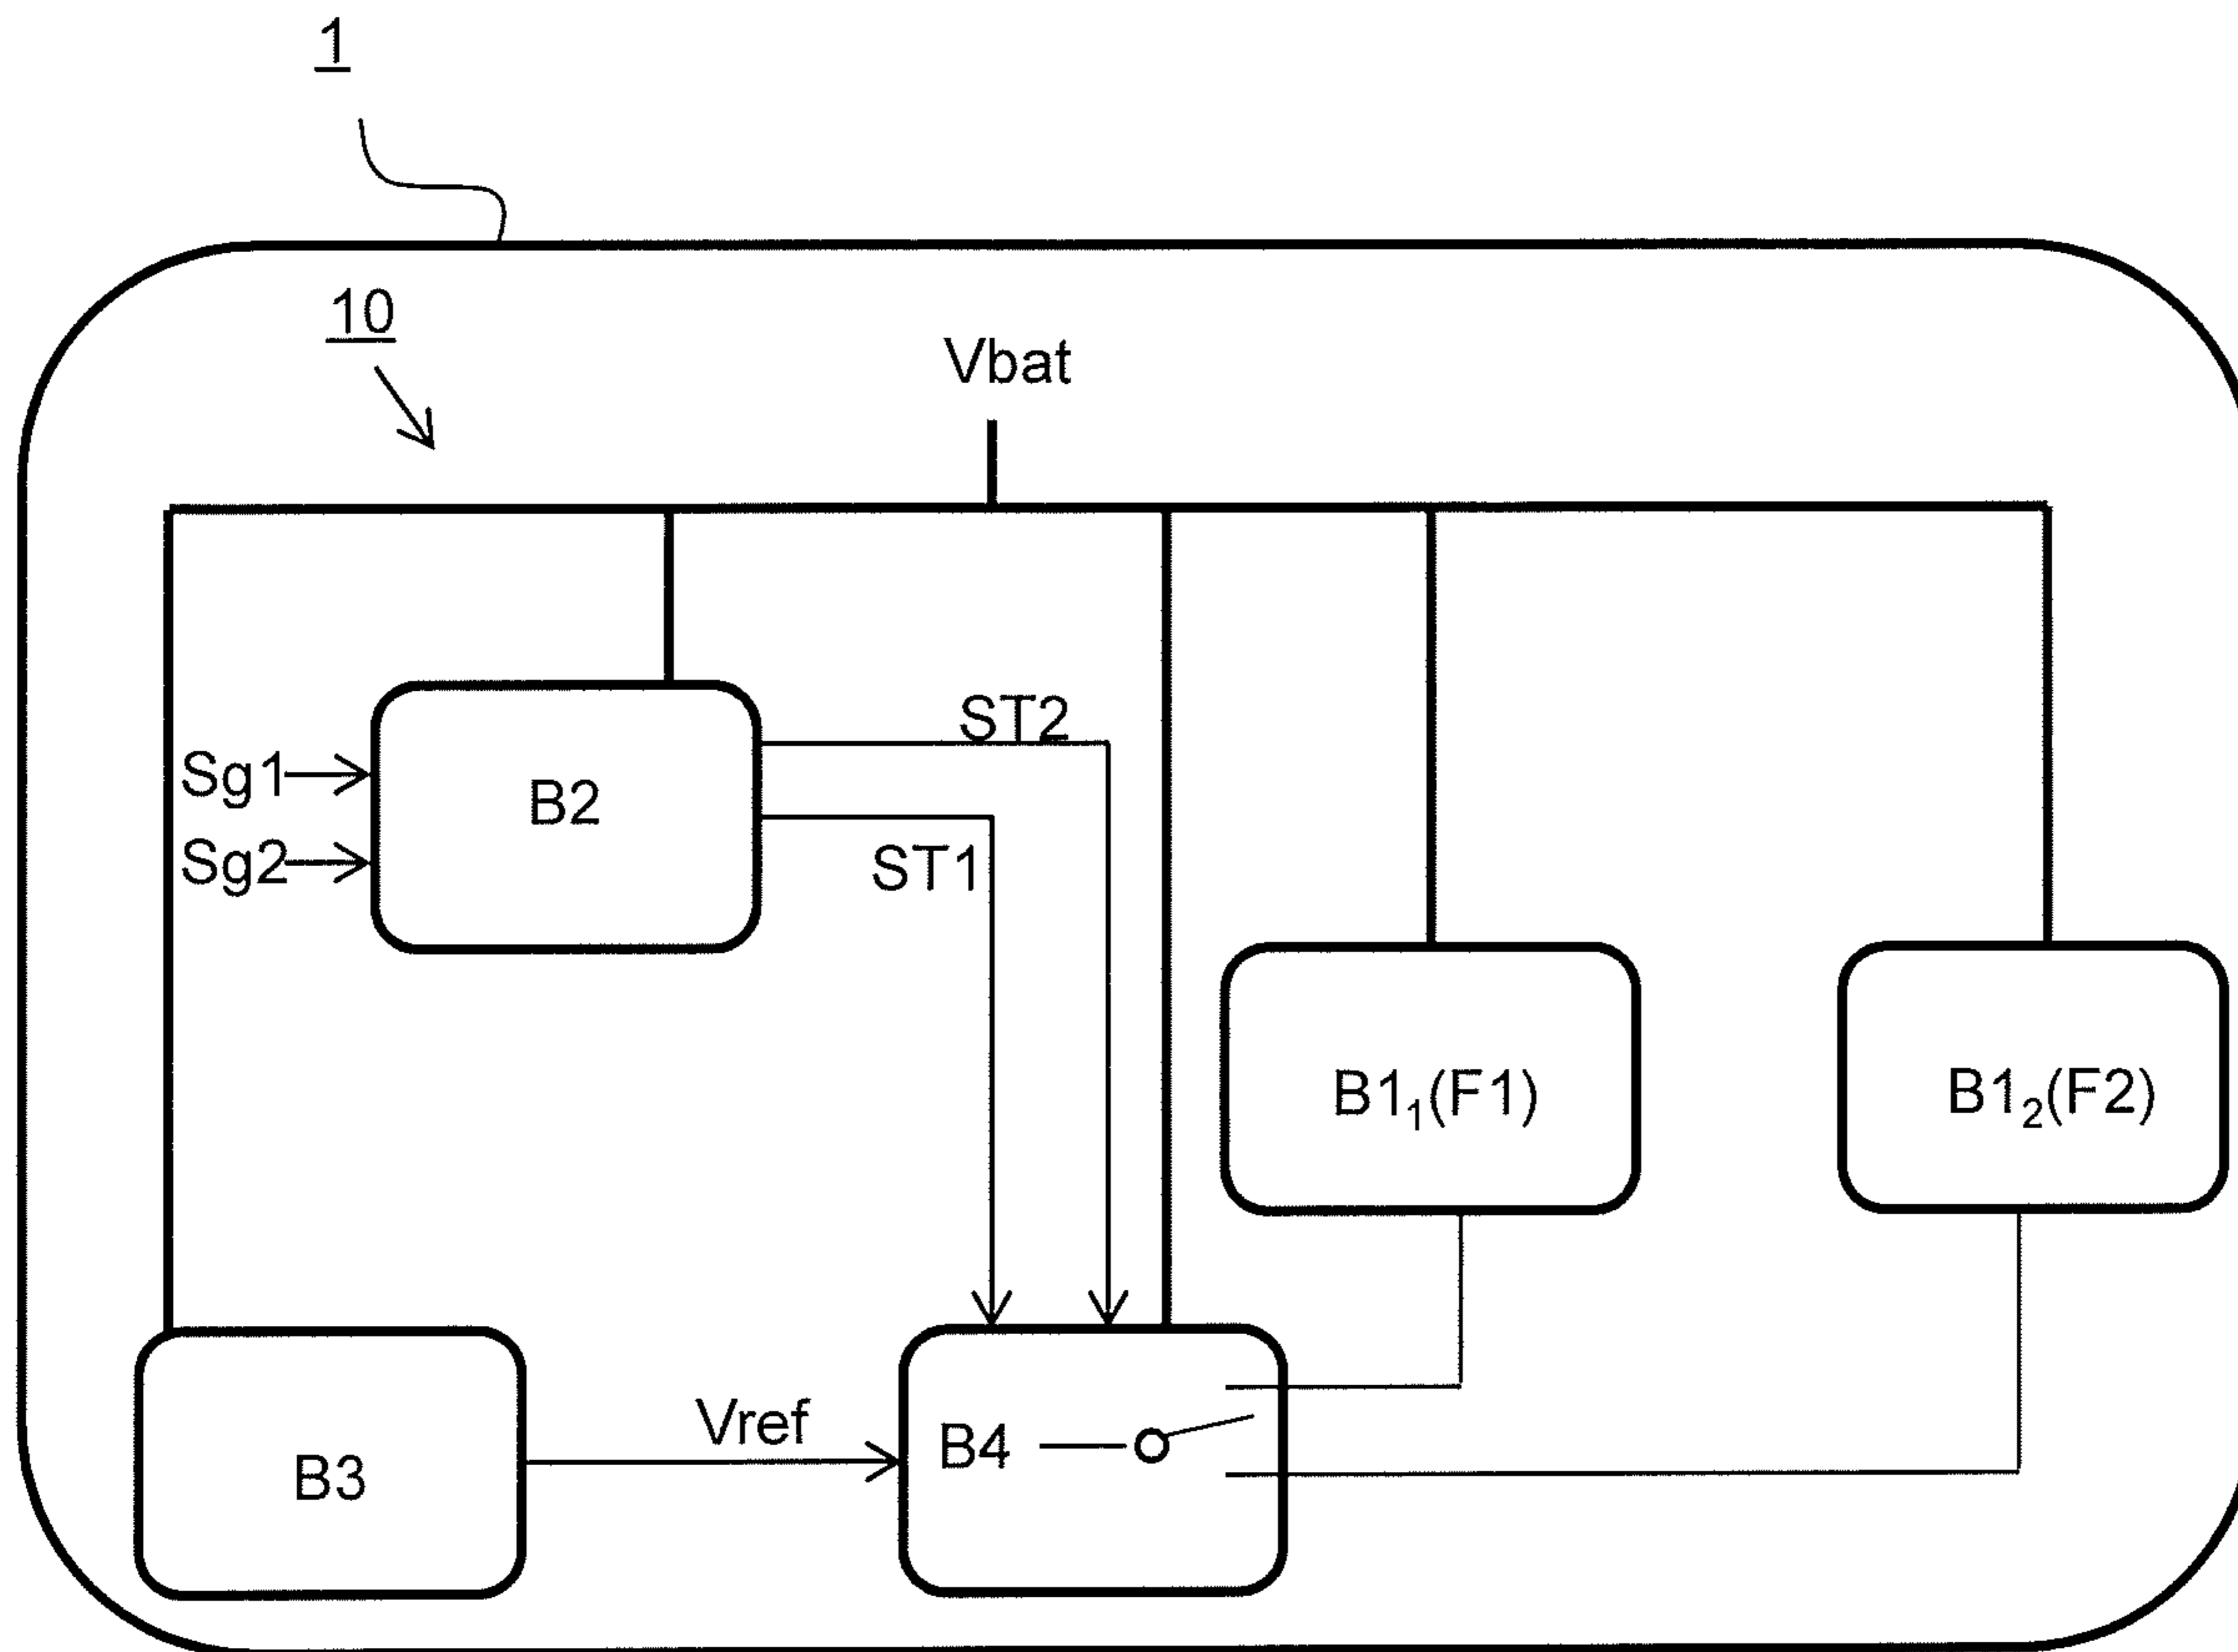 1
10
Vbat
ST2
Sg1
B2
Sg2
ST1
B1₁(F1)
B1₂(F2)
Vref
B4
B3